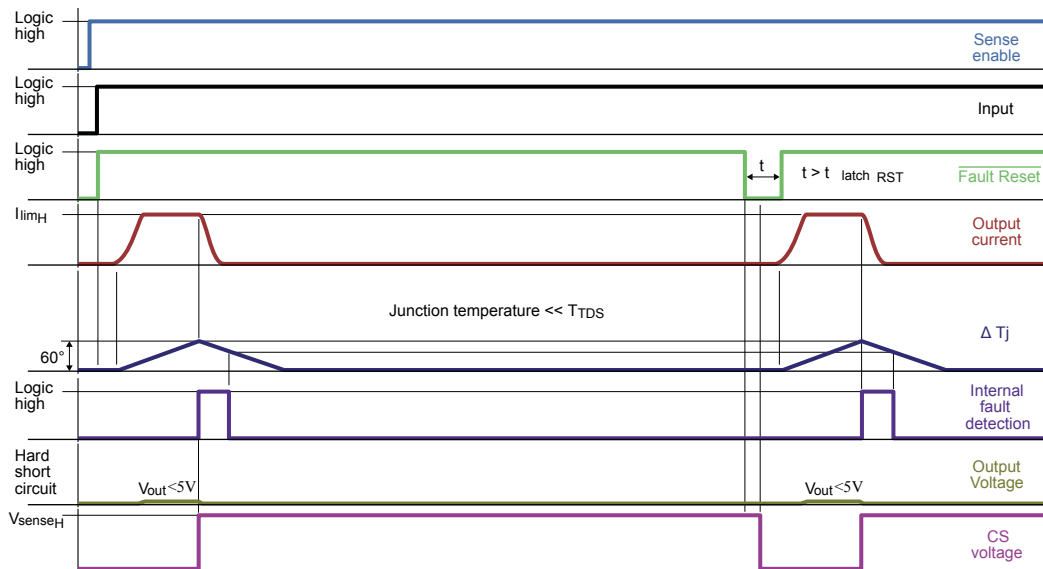 Logic
high
Sense
enable
Logic
high
Input
Logic
high
t
t > t latch RST
Fault Reset
IlimH
Output
current
Junction temperature << TTDS
60°
Δ Tj
Logic
high
Internal
fault
detection
Hard
short
circuit
Vout<5V
Vout<5V
Output
Voltage
VsenseH
CS
voltage